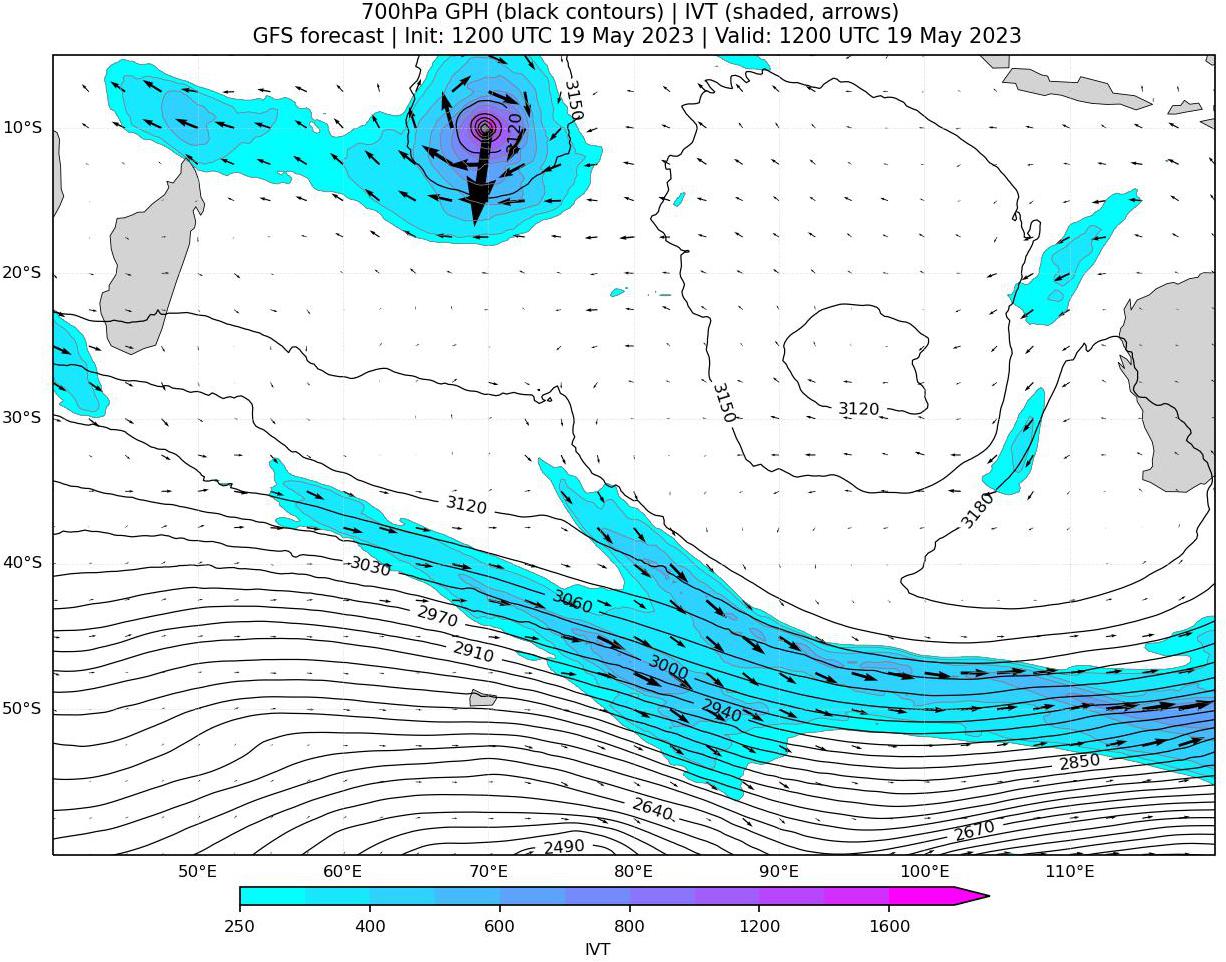 700hPa GPH (black contours) | IVT (shaded, arrows)
GFS forecast | Init: 1200 UTC 19 May 2023 | Valid: 1200 UTC 19 May 2023
3150
3120
10°S
20°S
3150
3120
30°S
3120
3180
40°S
3030
3060
2970
2910
3000
2940
50°S
2850
2640
2670
2490
50°E 60°E 70°E 80°E 90°E 100°E 110°E
250 400 600 800 1200 1600
IVT